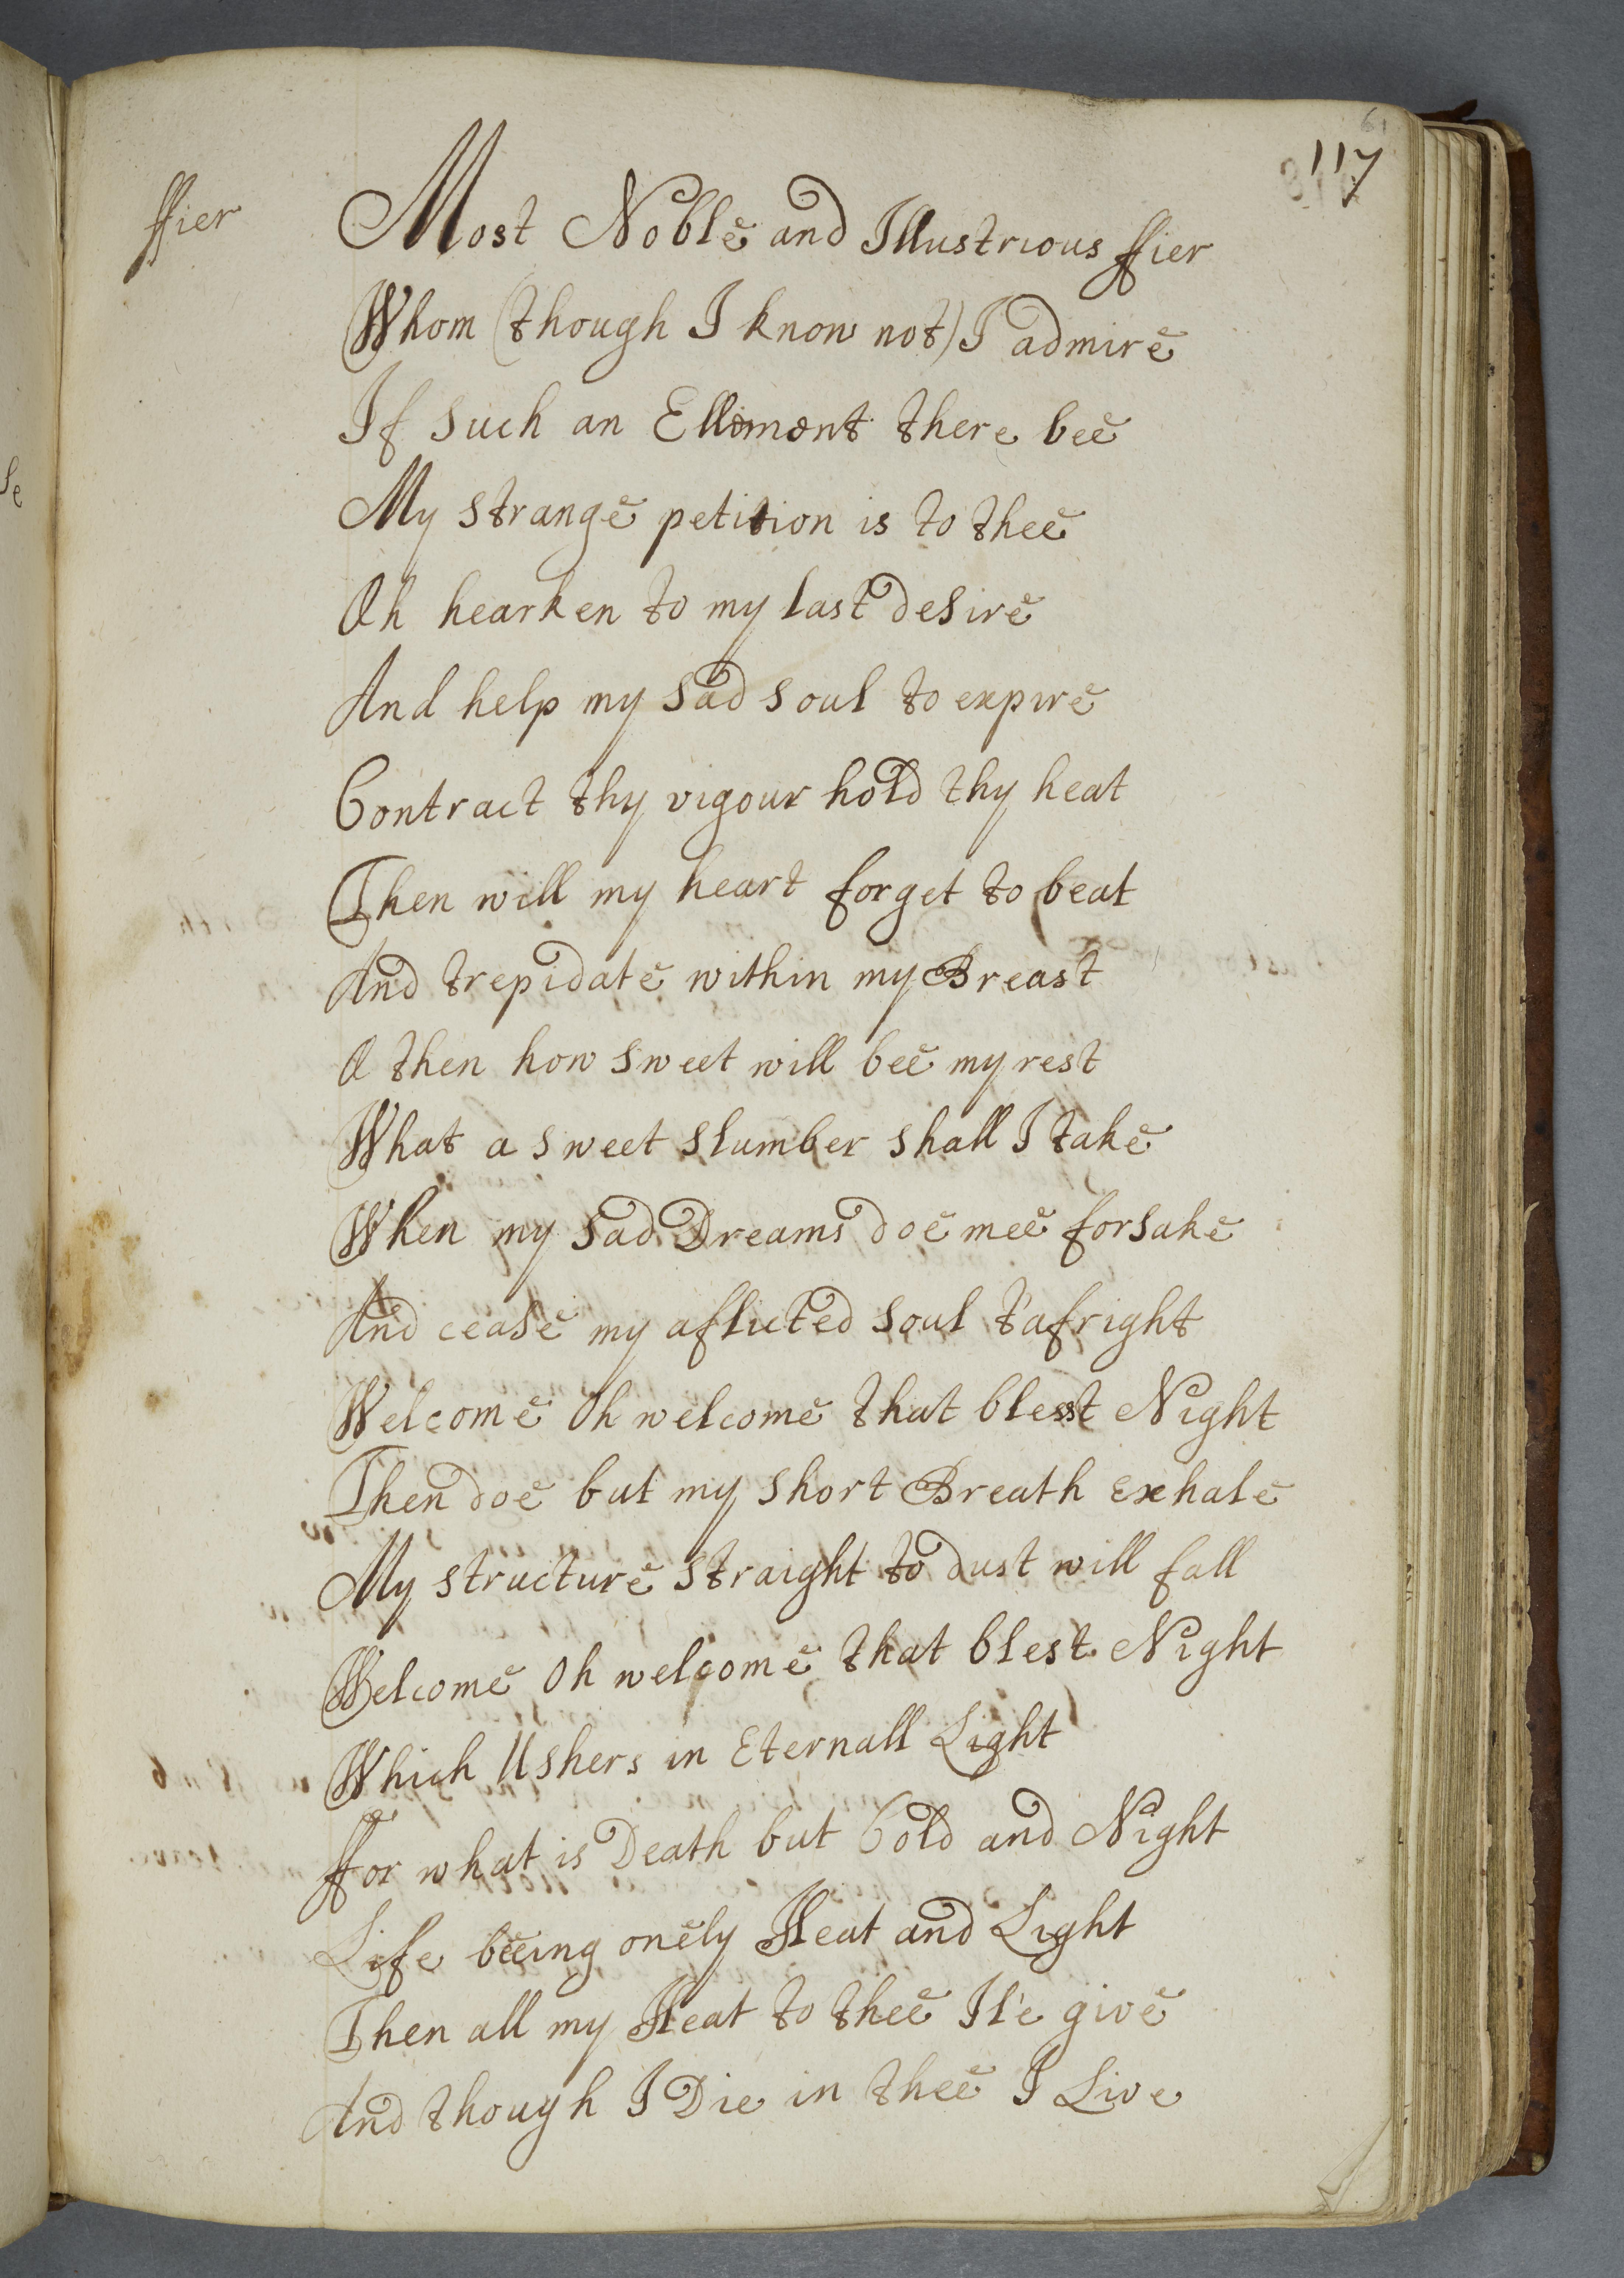 61
117
ffier
Most Noble and Illustrious ffier
Whom (though I know not) I admire
If such an Ellement there bee
My strange petition is to thee
Oh hearken to my last desire
And help my sad soul to expire
Contract thy vigour hold thy heat
Then will my heart forget to beat
And trepidate within my Breast
O then how sweet will bee my rest
What a sweet slumber shall I take
When my sad Dreams doe mee forsake
And cease my aflicted soul t'afright
Welcome Oh welcome that blesst Night
Then doe but my short Breath exhale
My structure straight to dust will fall
Welcome Oh welcome that blest Night
Which Ushers in Eternall Light
ffor what is Death but Cold and Night
Life beeing onely Heat and Light
Then all my Heat to thee Il'e give
And though I Die in thee I Live